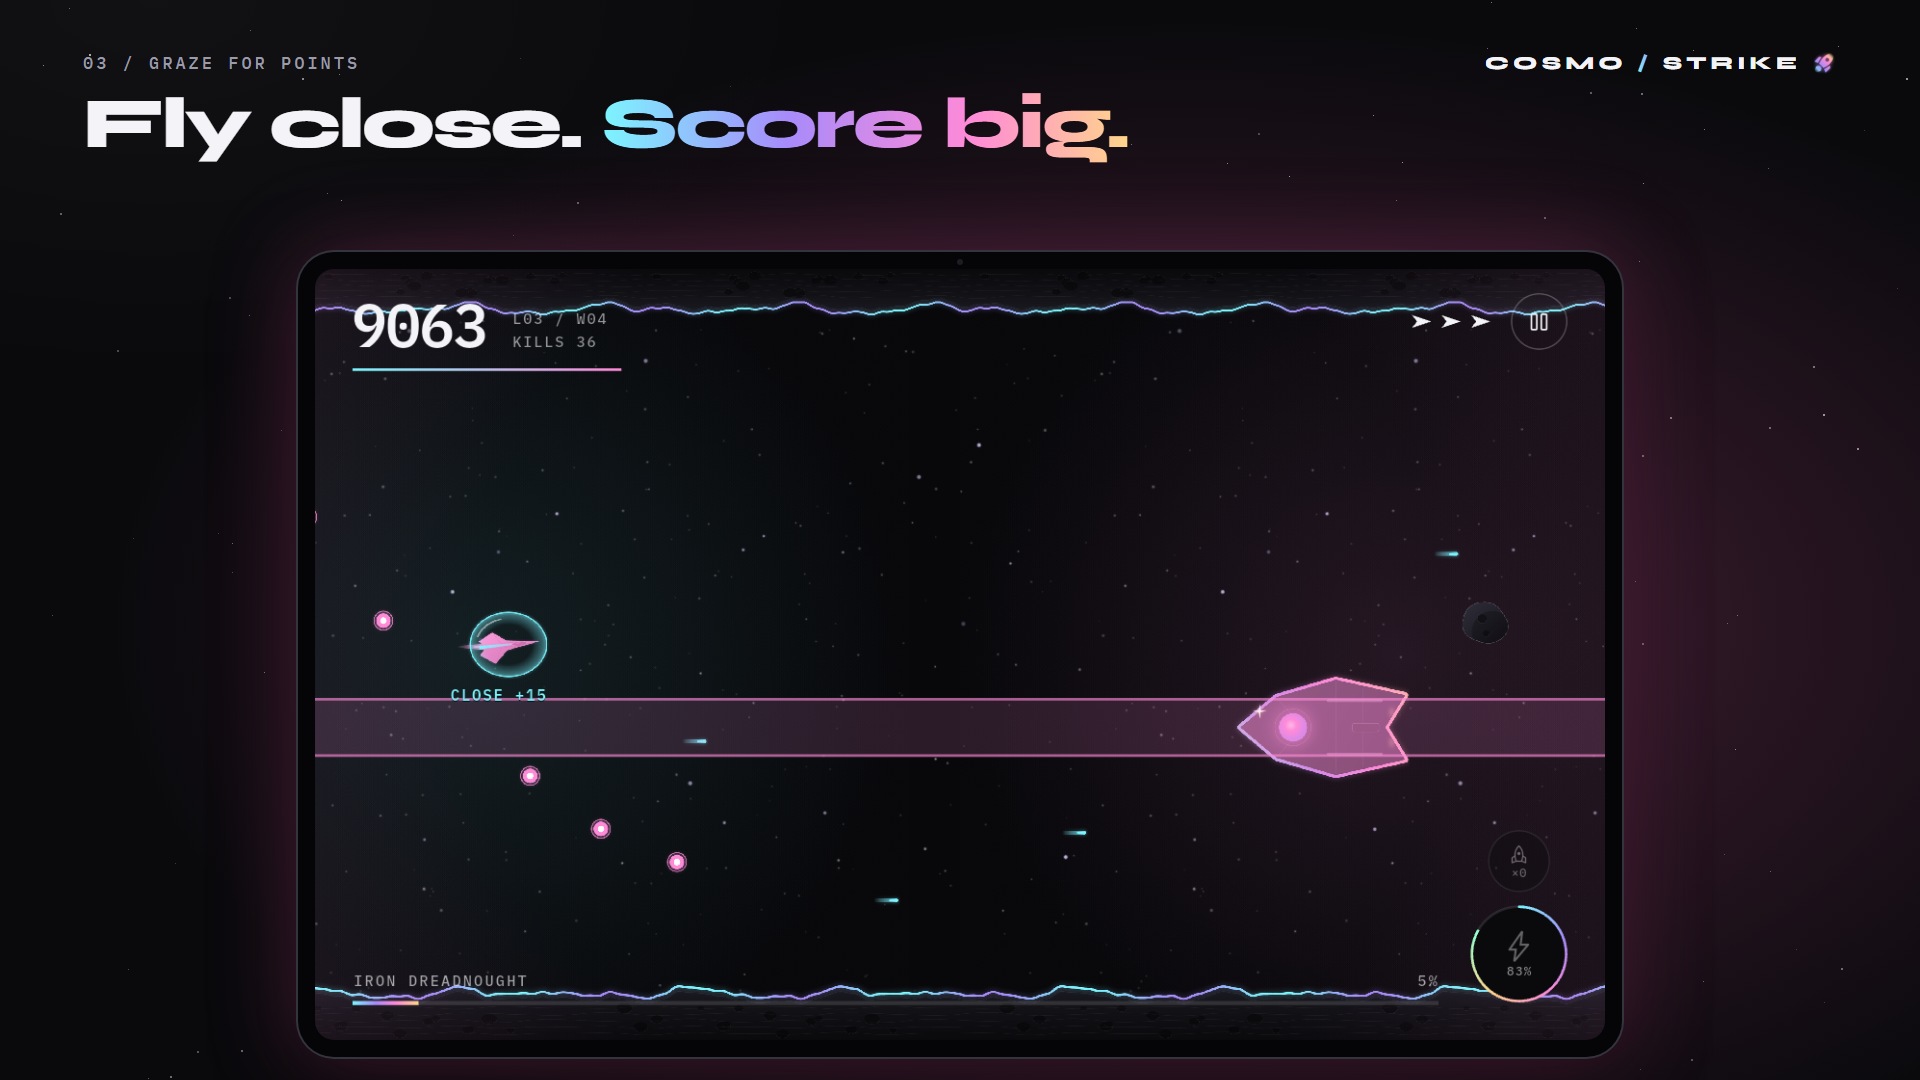 03 / GRAZE FOR POINTS
COSMO / STRIKE
Fly close. Score big.
9063
L03 / W04
KILLS 36
CLOSE +15
×0
83%
IRON DREADNOUGHT
5%